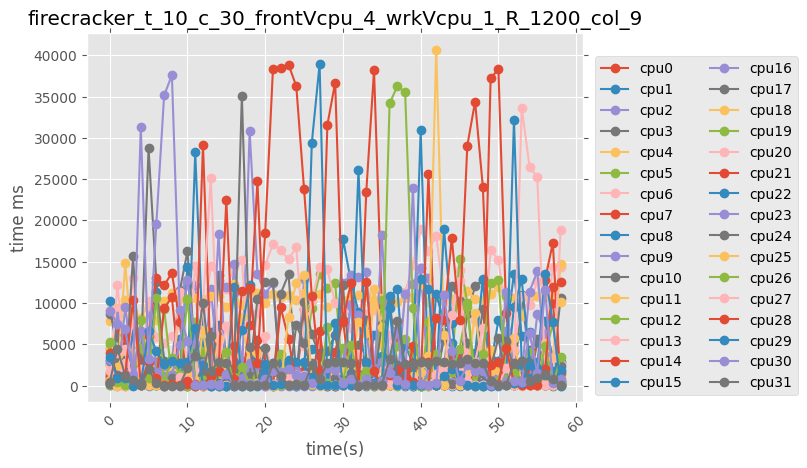 firecracker_t_10_c_30_frontVcpu_4_wrkVcpu_1_R_1200_col_9
time ms
40000
35000
30000
25000
20000
15000
10000
5000
0
0
10
20
30
40
50
60
time(s)
cpu0
cpu1
cpu2
cpu3
cpu4
cpu5
cpu6
cpu7
cpu8
cpu9
cpu10
cpu11
cpu12
cpu13
cpu14
cpu15
cpu16
cpu17
cpu18
cpu19
cpu20
cpu21
cpu22
cpu23
cpu24
cpu25
cpu26
cpu27
cpu28
cpu29
cpu30
cpu31